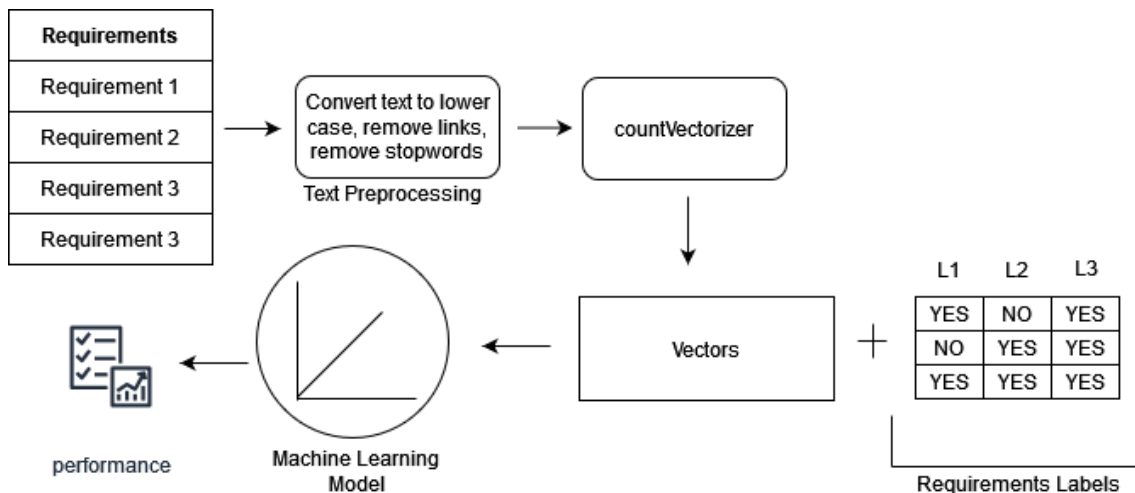 Requirements
Requirement 1
Requirement 2
Requirement 3
Requirement 3
Convert text to lower
case, remove links,
remove stopwords
Text Preprocessing
countVectorizer
Vectors
L1 L2 L3
YES NO YES
NO YES YES
YES YES YES
Requirements Labels
Machine Learning
Model
performance